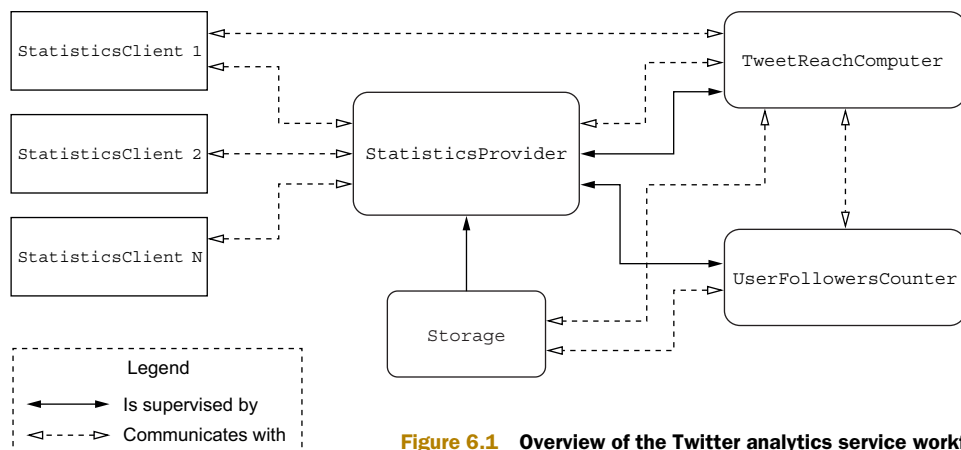 StatisticsClient 1
StatisticsClient 2
StatisticsClient N
StatisticsProvider
Storage
TweetReachComputer
UserFollowersCounter
Legend
Is supervised by
Communicates with
Figure 6.1 Overview of the Twitter analytics service